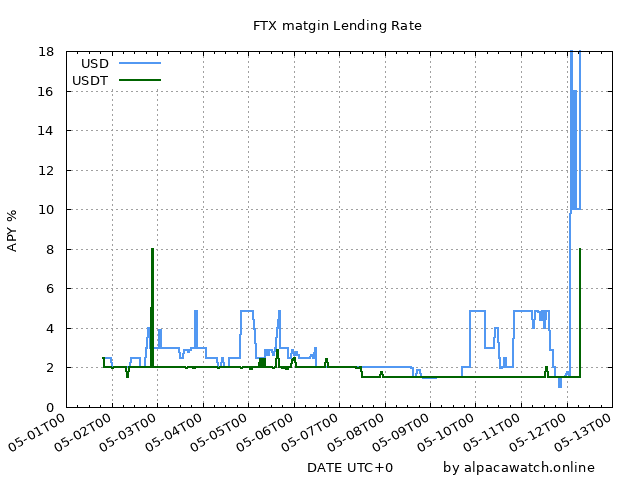 FTX matgin Lending Rate
USD
USDT
18
16
14
12
10
8
6
4
2
0
APY %
05-01T00
05-02T00
05-03T00
05-04T00
05-05T00
05-06T00
05-07T00
05-08T00
05-09T00
05-10T00
05-11T00
05-12T00
05-13T00
DATE UTC+0
by alpacawatch.online